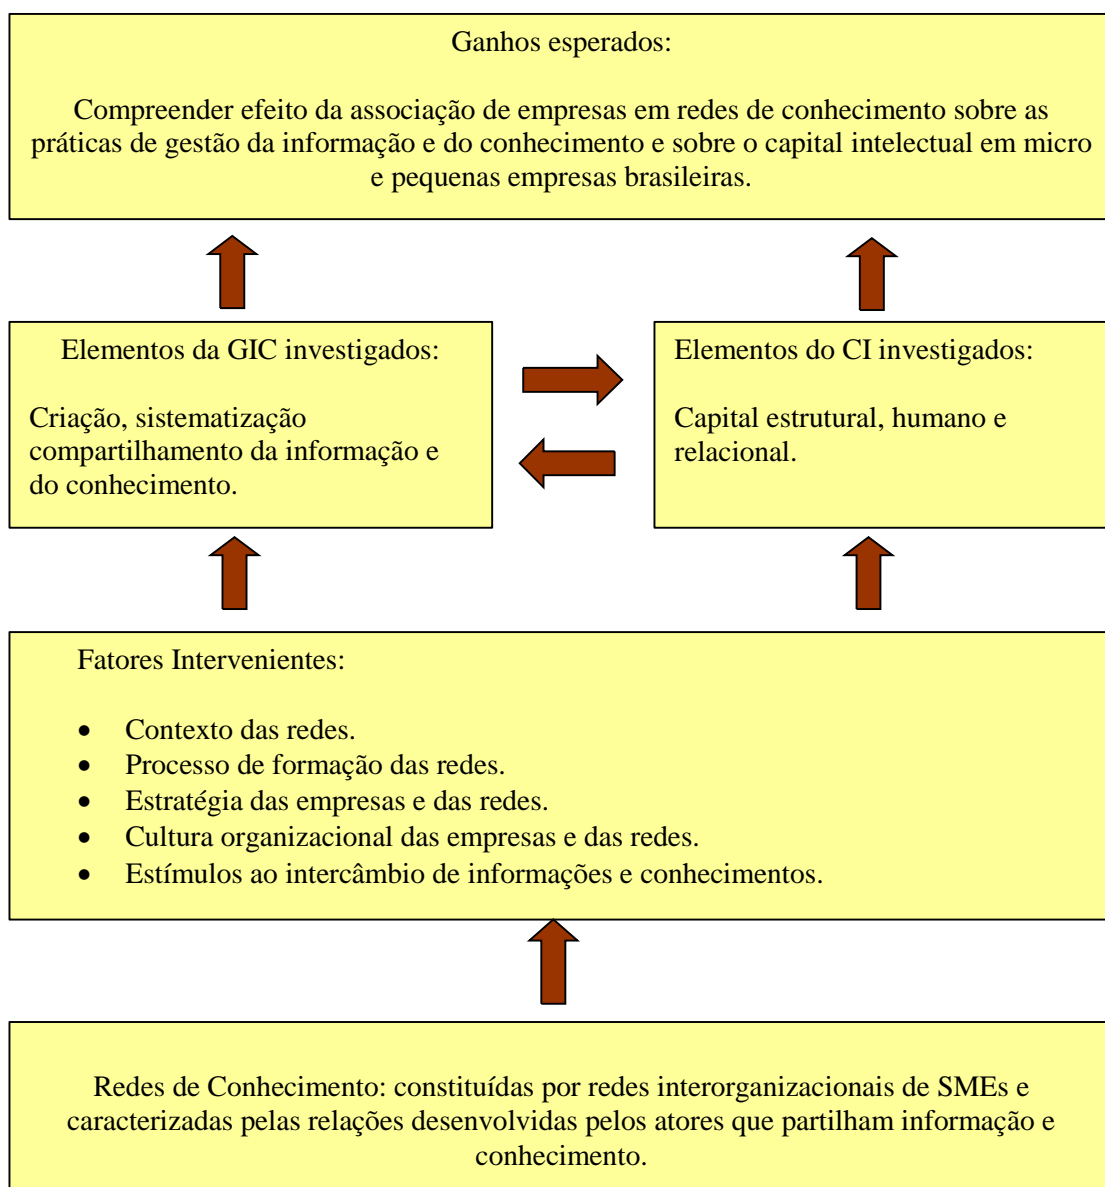 Ganhos esperados:
Compreender efeito da associação de empresas em redes de conhecimento sobre as
práticas de gestão da informação e do conhecimento e sobre o capital intelectual em micro
e pequenas empresas brasileiras.
Elementos da GIC investigados:
Criação, sistematização
compartilhamento da informação e
do conhecimento.
Elementos do CI investigados:
Capital estrutural, humano e
relacional.
Fatores Intervenientes:
• Contexto das redes.
• Processo de formação das redes.
• Estratégia das empresas e das redes.
• Cultura organizacional das empresas e das redes.
• Estímulos ao intercâmbio de informações e conhecimentos.
Redes de Conhecimento: constituídas por redes interorganizacionais de SMEs e
caracterizadas pelas relações desenvolvidas pelos atores que partilham informação e
conhecimento.